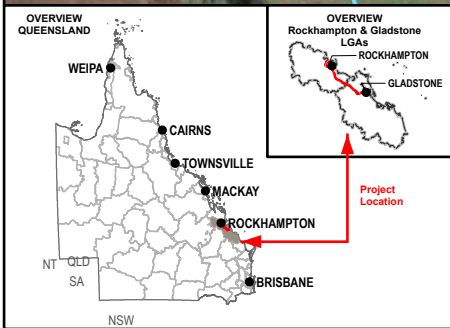 OVERVIEW
QUEENSLAND
WEIPA
CAIRNS
TOWNSVILLE
MACKAY
ROCKHAMPTON
BRISBANE
NT
QLD
SA
NSW
OVERVIEW
Rockhampton & Gladstone
LGAs
ROCKHAMPTON
GLADSTONE
Project
Location